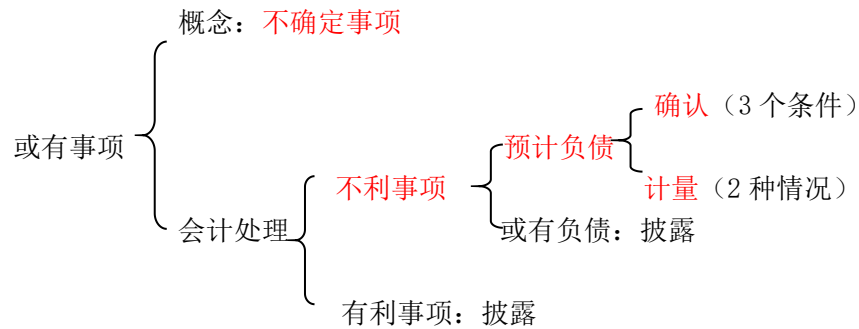 概念：不确定事项
确认（3 个条件）
或有事项
预计负债
不利事项
计量（2 种情况）
会计处理
或有负债：披露
有利事项：披露